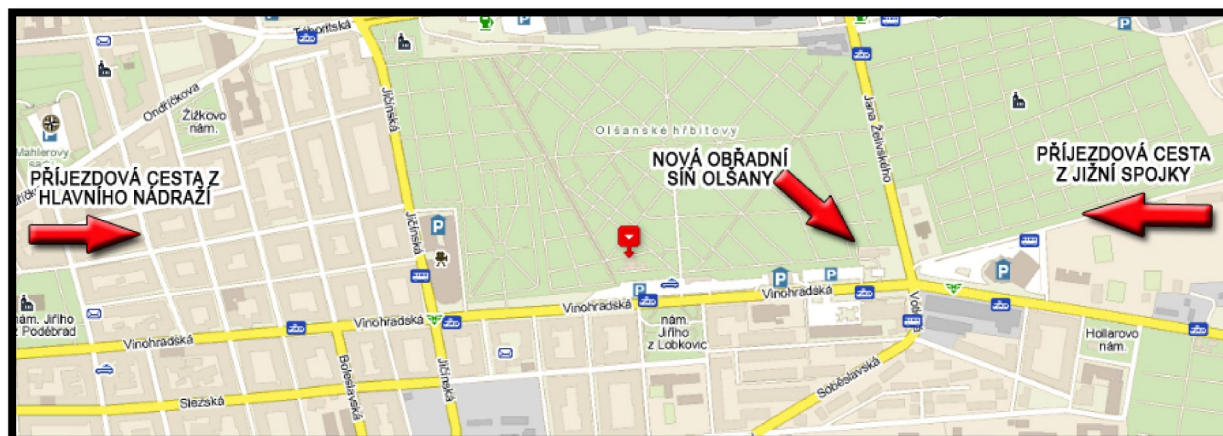 Táboritská
Ondříčkova
Žižkovo
nám.
Mahlerovy
sady
PŘÍJEZDOVÁ CESTA Z
HLAVNÍHO NÁDRAŽÍ
Jičínská
Jičínská
Olšanské hřbitovy
NOVÁ OBŘADNÍ
SÍŇ OLŠANY
Jana Želivského
PŘÍJEZDOVÁ CESTA
Z JIŽNÍ SPOJKY
nám. Jiřího
z Poděbrad
Vinohradská
Vinohradská
Vinohradská
Vinohradská
nám.
Jiřího
z Lobkovic
Hollarovo
nám.
Boleslavská
Jičínská
Soběslavská
Slezská